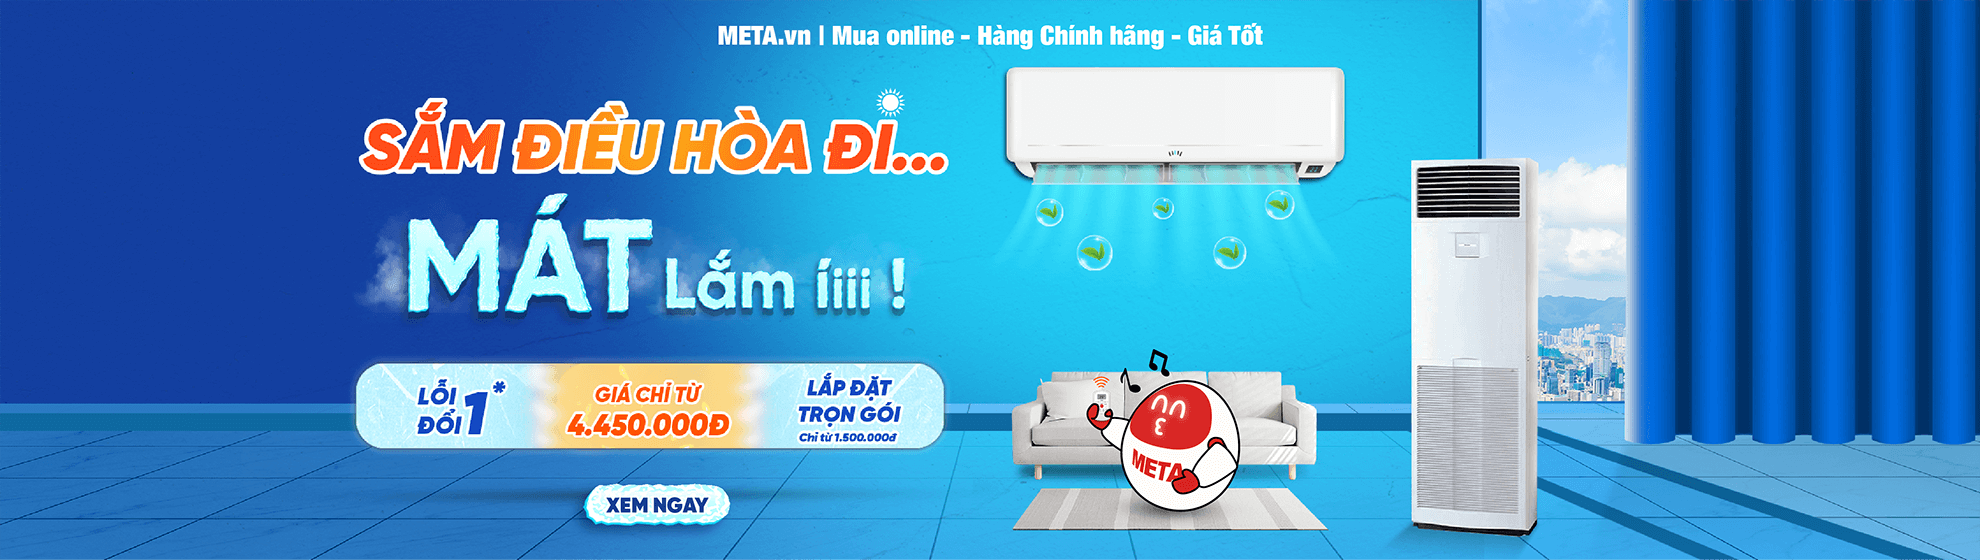 META.vn | Mua online - Hàng Chính hãng - Giá Tốt
SẮM ĐIỀU HÒA ĐI...
MÁT Lắm íiiii !
LỖI
ĐỔI 1*
GIÁ CHỈ TỪ
4.450.000Đ
LẮP ĐẶT
TRỌN GÓI
Chỉ từ 1.500.000đ
XEM NGAY
META